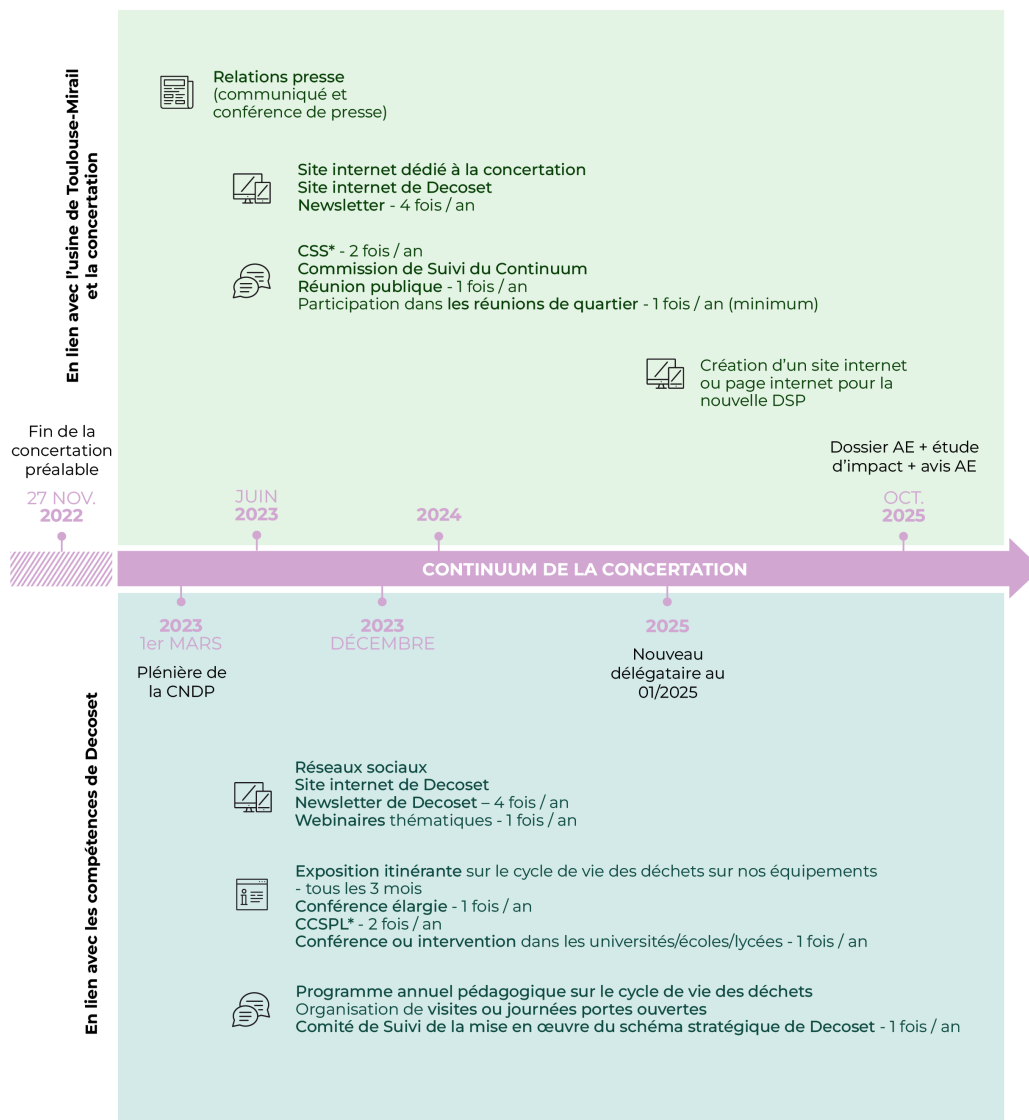 En lien avec l'usine de Toulouse-Mirail
et la concertation
Relations presse
(communiqué et
conférence de presse)
Site internet dédié à la concertation
Site internet de Decoset
Newsletter - 4 fois / an
CSS* - 2 fois / an
Commission de Suivi du Continuum
Réunion publique - 1 fois / an
Participation dans les réunions de quartier - 1 fois / an (minimum)
Création d'un site internet
ou page internet pour la
nouvelle DSP
Fin de la
concertation
préalable
27 NOV.
2022
JUIN
2023
2024
Dossier AE + étude
d'impact + avis AE
OCT.
2025
CONTINUUM DE LA CONCERTATION
2023
1er MARS
Plénière de
la CNDP
2023
DÉCEMBRE
2025
Nouveau
délégataire au
01/2025
En lien avec les compétences de Decoset
Réseaux sociaux
Site internet de Decoset
Newsletter de Decoset – 4 fois / an
Webinaires thématiques - 1 fois / an
Exposition itinérante sur le cycle de vie des déchets sur nos équipements
- tous les 3 mois
Conférence élargie - 1 fois / an
CCSPL* - 2 fois / an
Conférence ou intervention dans les universités/écoles/lycées - 1 fois / an
Programme annuel pédagogique sur le cycle de vie des déchets
Organisation de visites ou journées portes ouvertes
Comité de Suivi de la mise en œuvre du schéma stratégique de Decoset - 1 fois / an